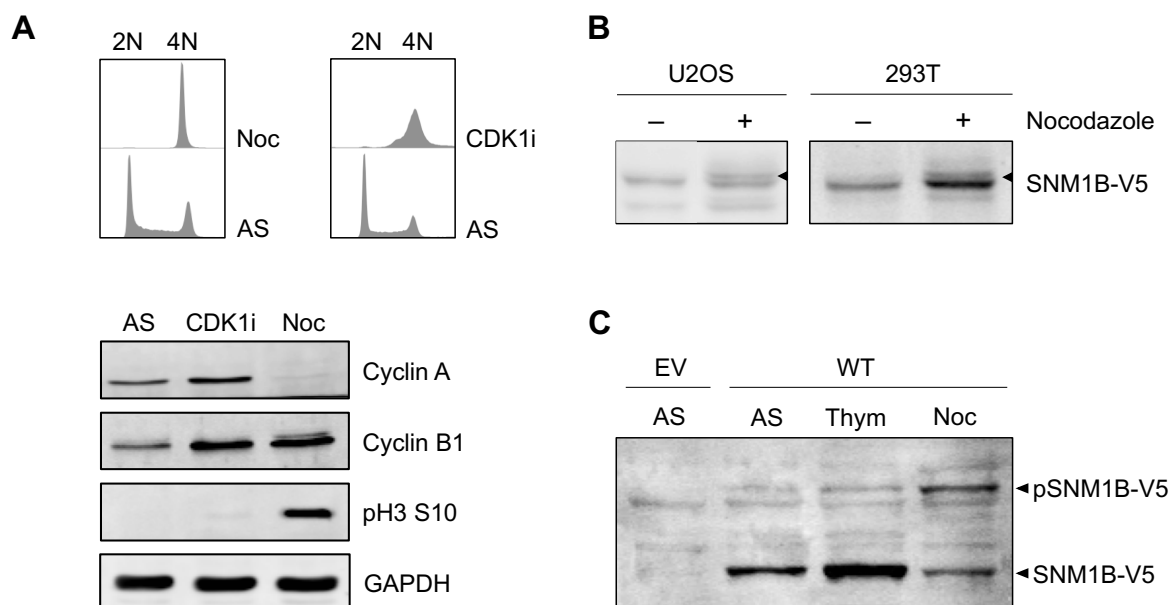 A
2N 4N
2N 4N
Noc
CDK1i
AS
AS
AS CDK1i Noc
Cyclin A
Cyclin B1
pH3 S10
GAPDH
B
U2OS 293T
– + – + Nocodazole
SNM1B-V5
C
EV WT
AS AS Thym Noc
pSNM1B-V5
SNM1B-V5